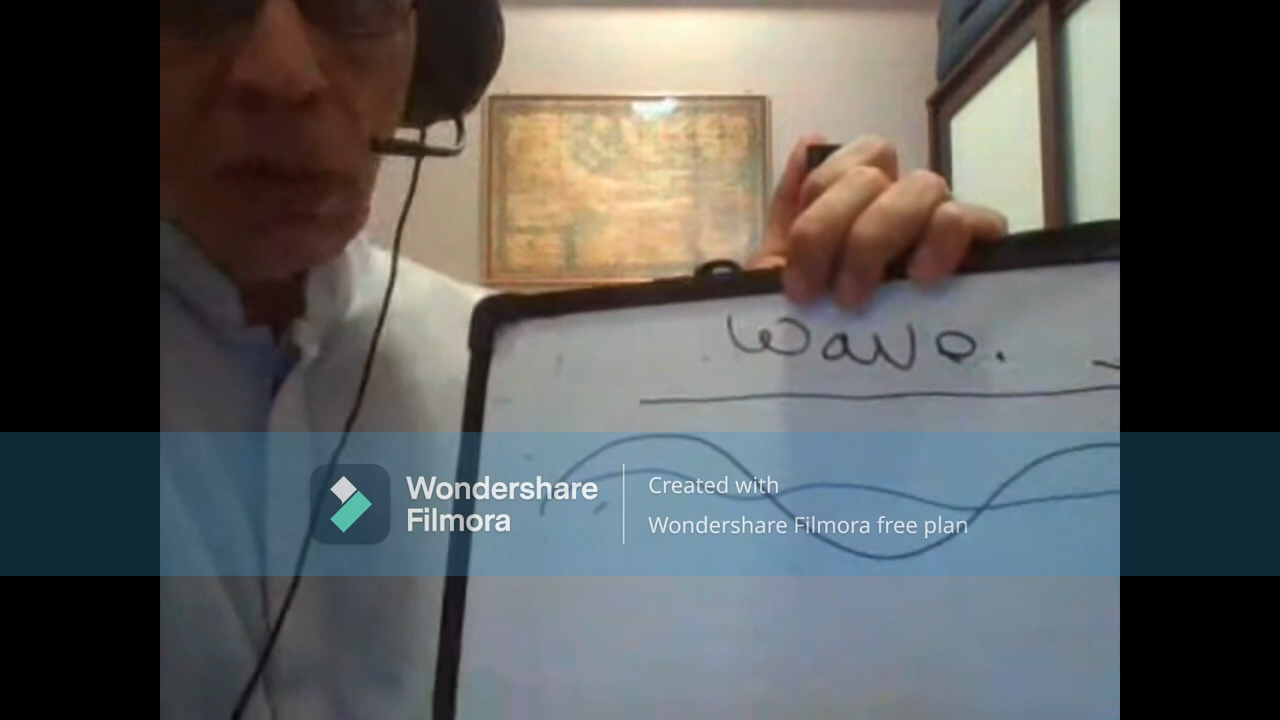 wave.
Wondershare
Filmora
Created with
Wondershare Filmora free plan